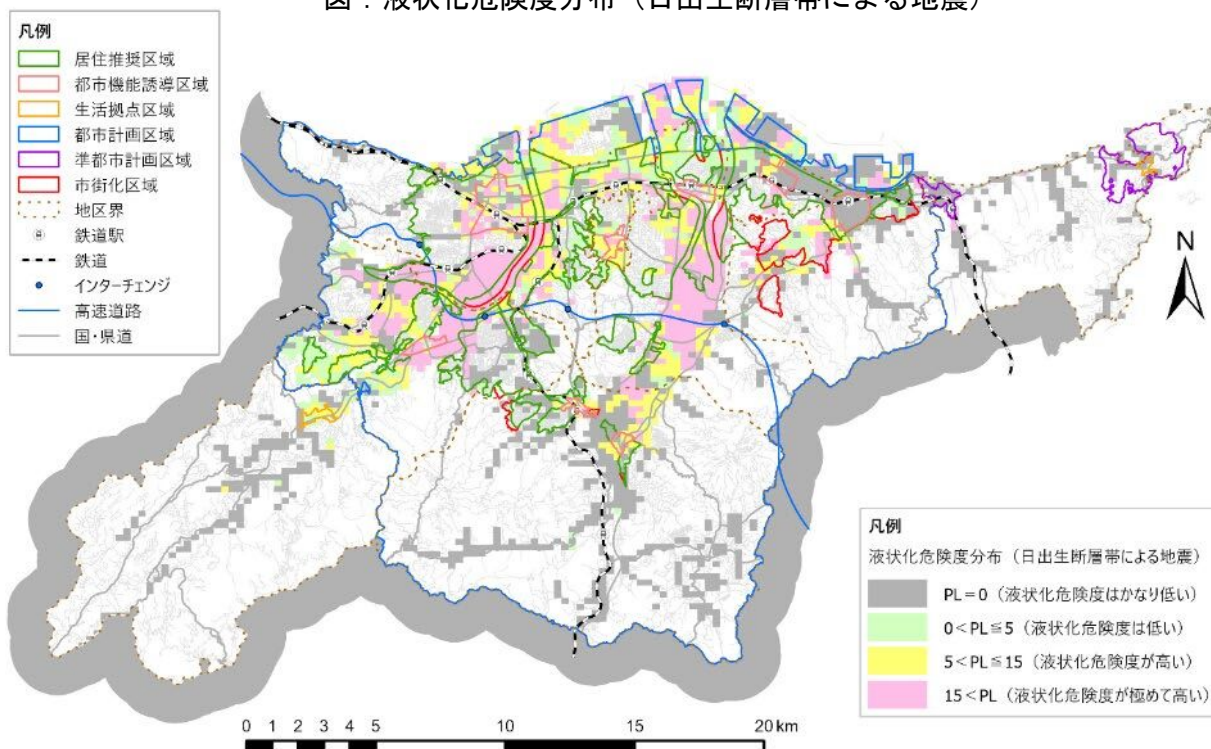 図：液状化危険度分布（日出生断層帯による地震）
凡例
居住推奨区域
都市機能誘導区域
生活拠点区域
都市計画区域
準都市計画区域
市街化区域
地区界
鉄道駅
鉄道
インターチェンジ
高速道路
国・県道
N
凡例
液状化危険度分布（日出生断層帯による地震）
PL＝0（液状化危険度はかなり低い）
0＜PL≦5（液状化危険度は低い）
5＜PL≦15（液状化危険度が高い）
15＜PL（液状化危険度が極めて高い）
0 1 2 3 4 5 10 15 20 km